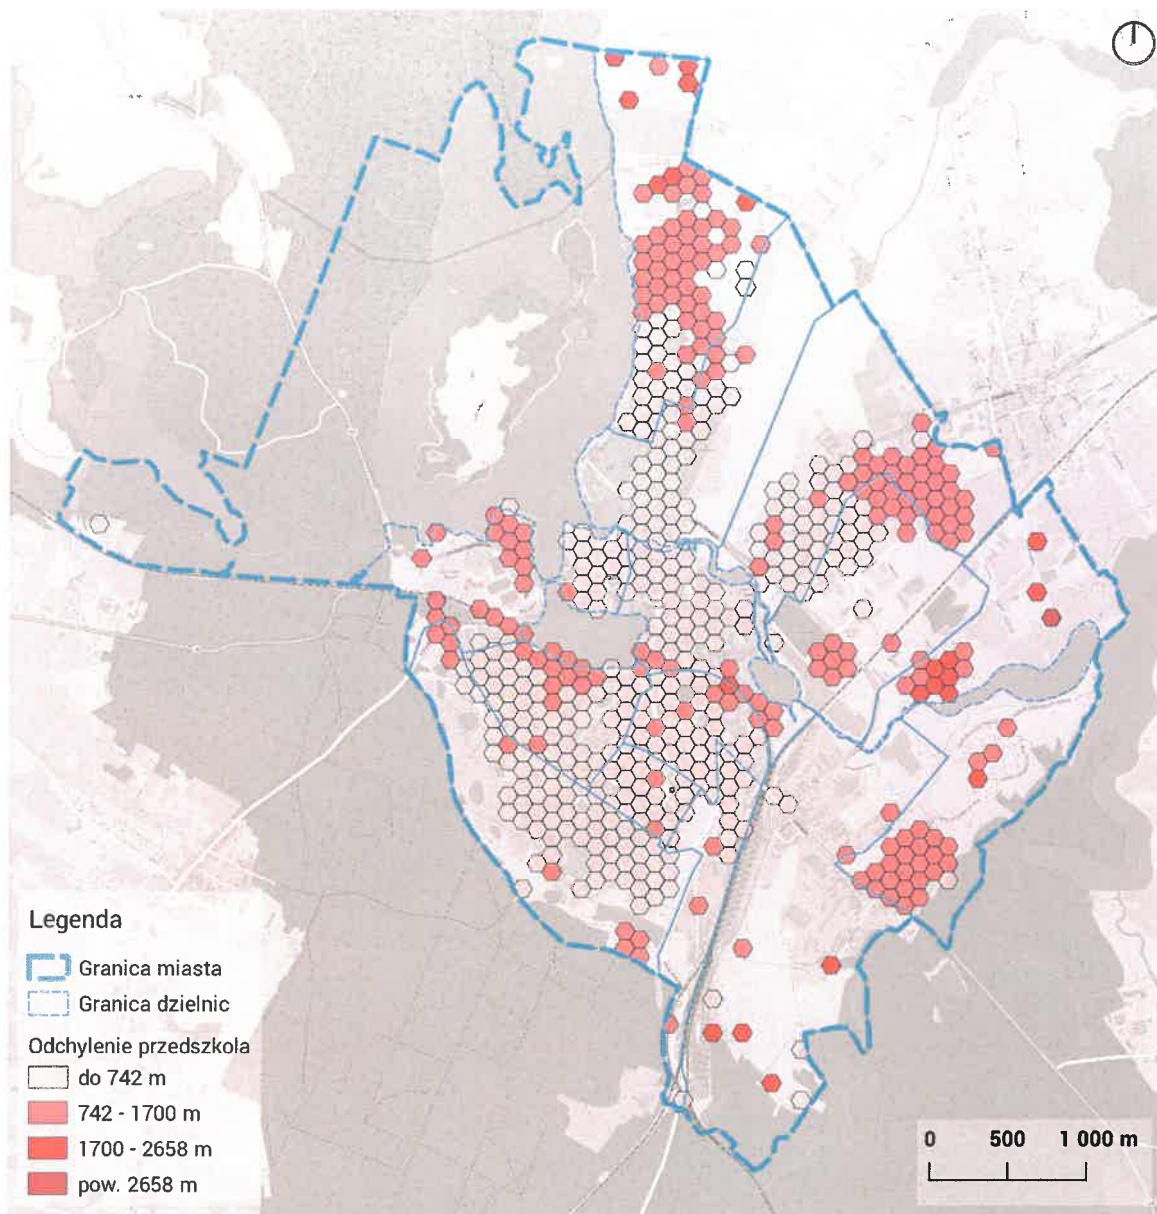 Legenda
Granica miasta
Granica dzielnic
Odchylenie przedszkola
do 742 m
742 - 1700 m
1700 - 2658 m
pow. 2658 m
0 500 1 000 m